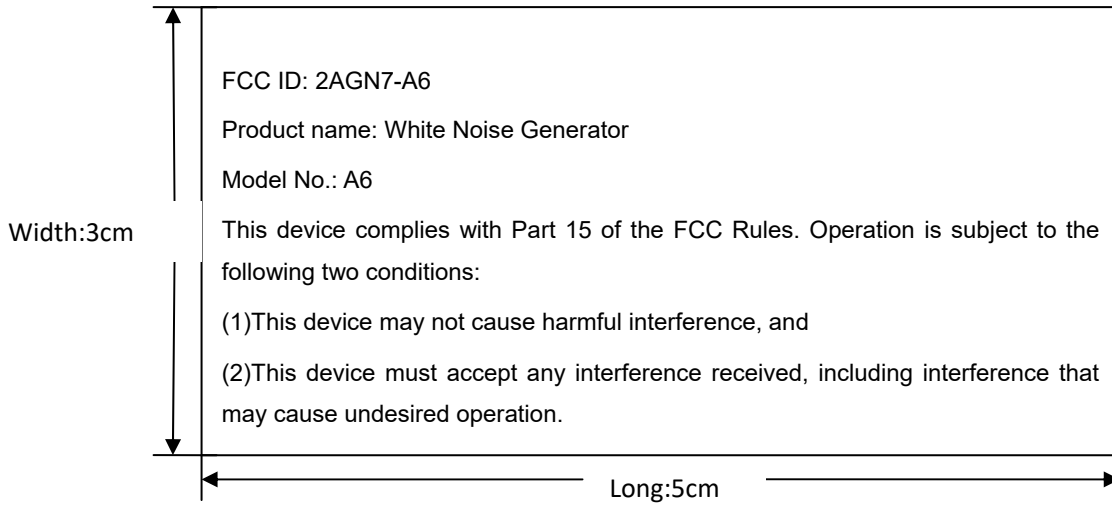 FCC ID: 2AGN7-A6
Product name: White Noise Generator
Model No.: A6
Width:3cm
This device complies with Part 15 of the FCC Rules. Operation is subject to the
following two conditions:
(1)This device may not cause harmful interference, and
(2)This device must accept any interference received, including interference that
may cause undesired operation.
Long:5cm